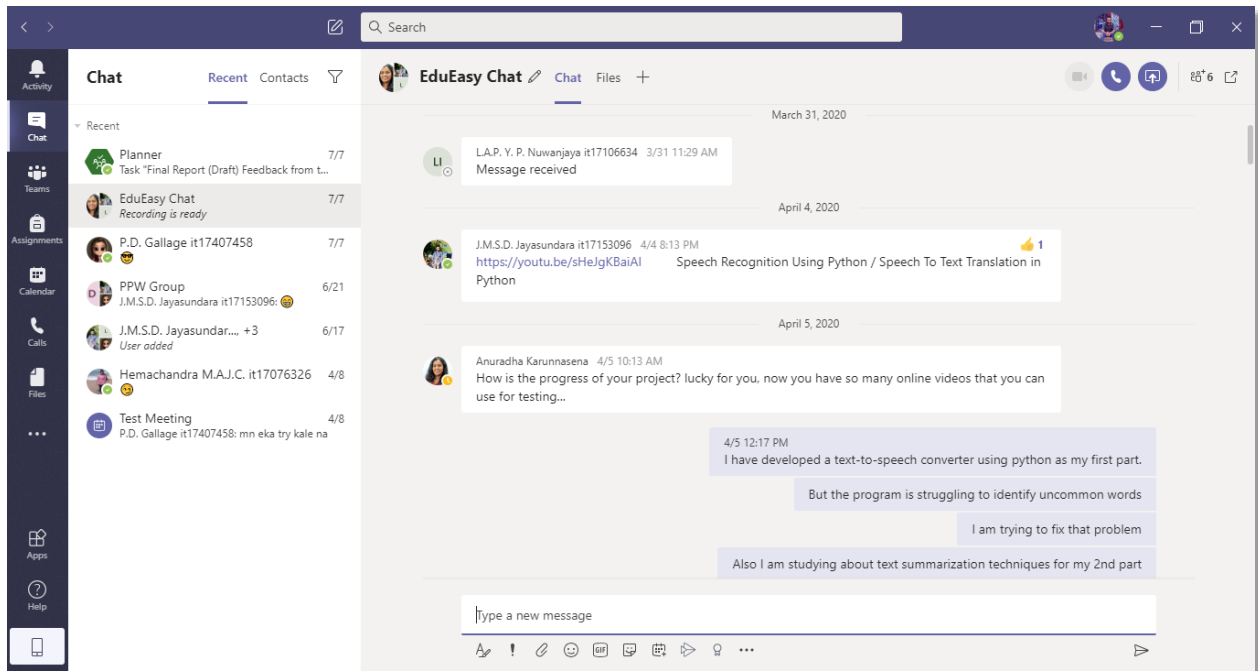 Search
Activity
Chat
Teams
Assignments
Calendar
Calls
Files
Apps
Help
Chat
Recent
Contacts
Recent
Planner 7/7
Task "Final Report (Draft) Feedback from t...
EduEasy Chat 7/7
Recording is ready
P.D. Gallage it17407458 7/7
PPW Group 6/21
J.M.S.D. Jayasundara it17153096:
J.M.S.D. Jayasundar..., +3 6/17
User added
Hemachandra M.A.J.C. it17076326 4/8
Test Meeting 4/8
P.D. Gallage it17407458: mn eka try kale na
EduEasy Chat Chat Files
6
March 31, 2020
LI
L.A.P. Y. P. Nuwanjaya it17106634 3/31 11:29 AM
Message received
April 4, 2020
J.M.S.D. Jayasundara it17153096 4/4 8:13 PM 1
https://youtu.be/sHeJgKBaiAI Speech Recognition Using Python / Speech To Text Translation in
Python
April 5, 2020
Anuradha Karunnasena 4/5 10:13 AM
How is the progress of your project? lucky for you, now you have so many online videos that you can
use for testing...
4/5 12:17 PM
I have developed a text-to-speech converter using python as my first part.
But the program is struggling to identify uncommon words
I am trying to fix that problem
Also I am studying about text summarization techniques for my 2nd part
Type a new message
GIF